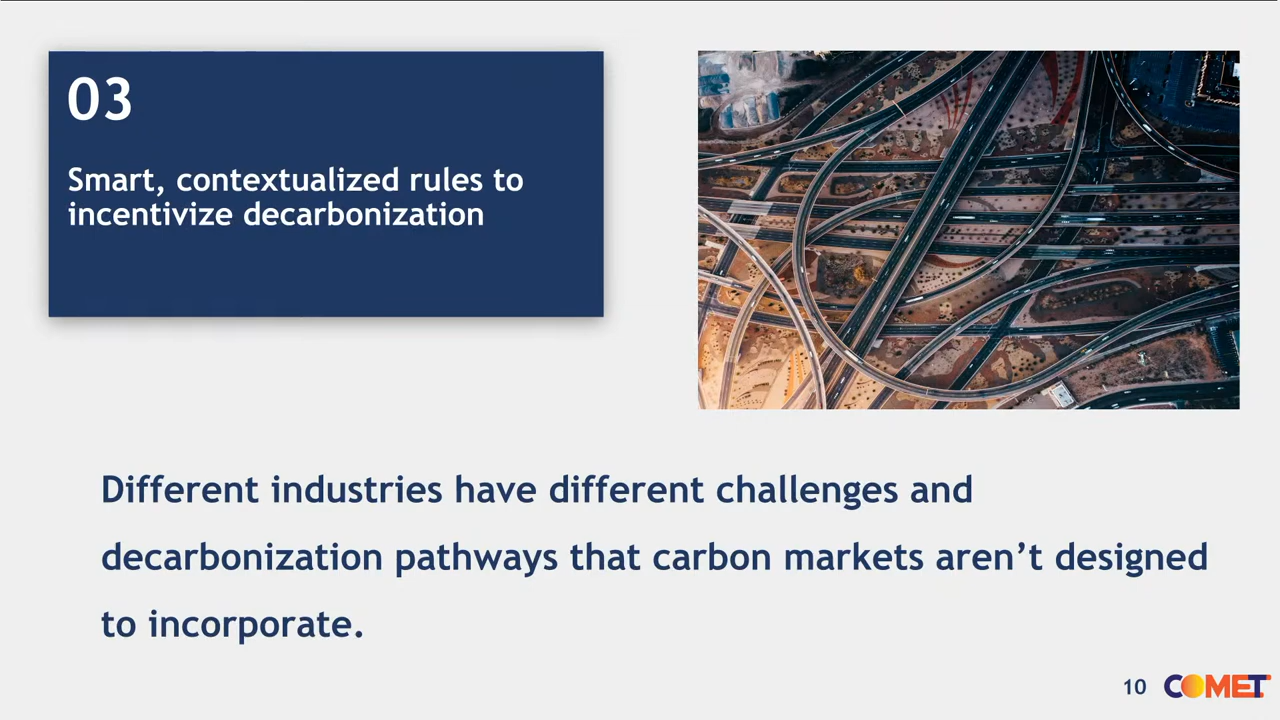 03
Smart, contextualized rules to
incentivize decarbonization
Different industries have different challenges and
decarbonization pathways that carbon markets aren’t designed
to incorporate.
10
COMET